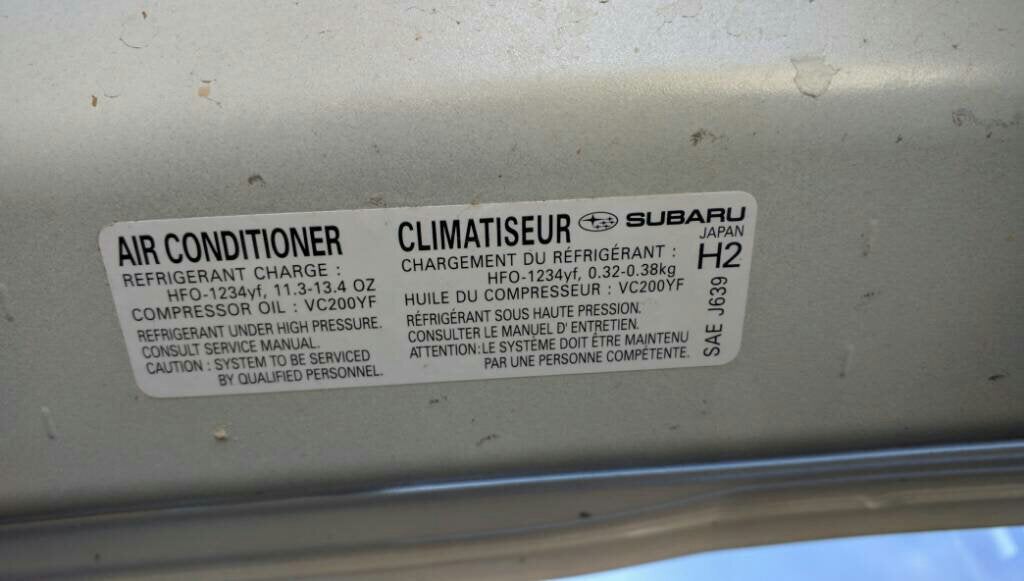 AIR CONDITIONER
REFRIGERANT CHARGE :
HFO-1234yf, 11.3-13.4 OZ
COMPRESSOR OIL : VC200YF
REFRIGERANT UNDER HIGH PRESSURE.
CONSULT SERVICE MANUAL.
CAUTION : SYSTEM TO BE SERVICED
BY QUALIFIED PERSONNEL.
CLIMATISEUR
CHARGEMENT DU RÉFRIGÉRANT :
HFO-1234yf, 0.32-0.38kg
HUILE DU COMPRESSEUR : VC200YF
RÉFRIGÉRANT SOUS HAUTE PRESSION.
CONSULTER LE MANUEL D' ENTRETIEN.
ATTENTION:LE SYSTÈME DOIT ÊTRE MAINTENU
PAR UNE PERSONNE COMPÉTENTE.
SUBARU
JAPAN
H2
SAE J639